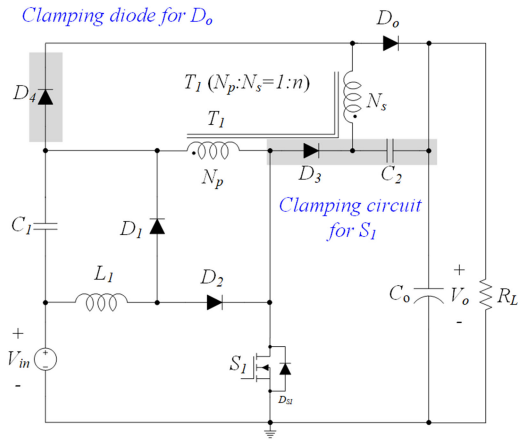 Clamping diode for Do
Do
D4
T1 (Np:Ns=1:n)
Ns
T1
Np
D3
C2
Clamping circuit
for S1
C1
D1
L1
D2
Co
+
Vo
-
RL
+
Vin
-
+
-
S1
DS1